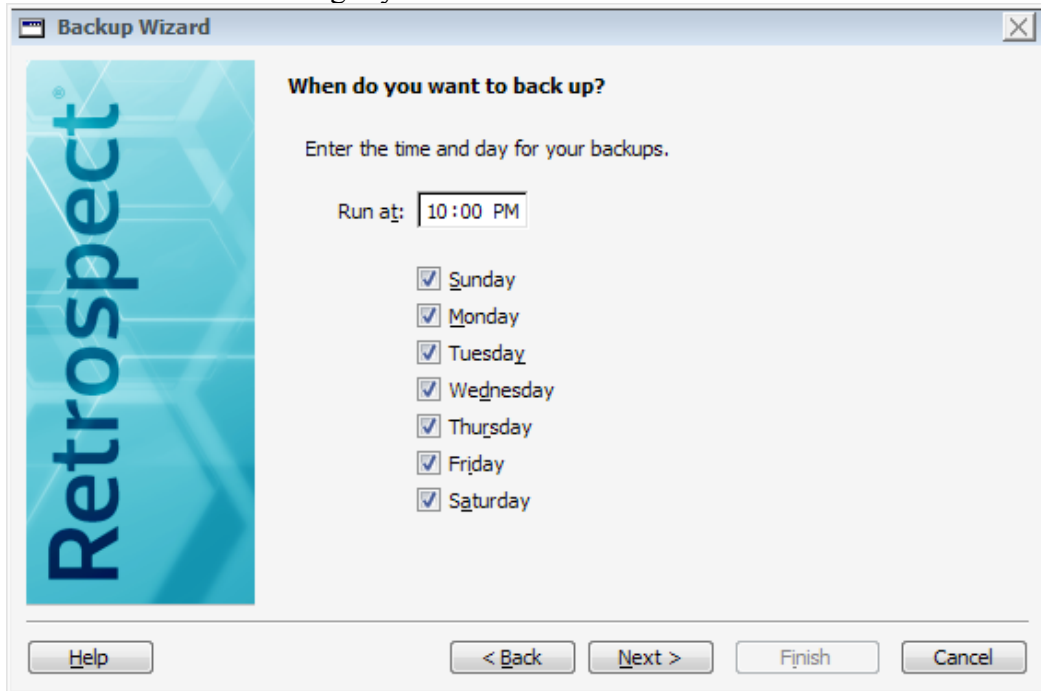 Backup Wizard
Retrospect®
When do you want to back up?
Enter the time and day for your backups.
Run at: 10:00 PM
Sunday
Monday
Tuesday
Wednesday
Thursday
Friday
Saturday
Help
< Back
Next >
Finish
Cancel